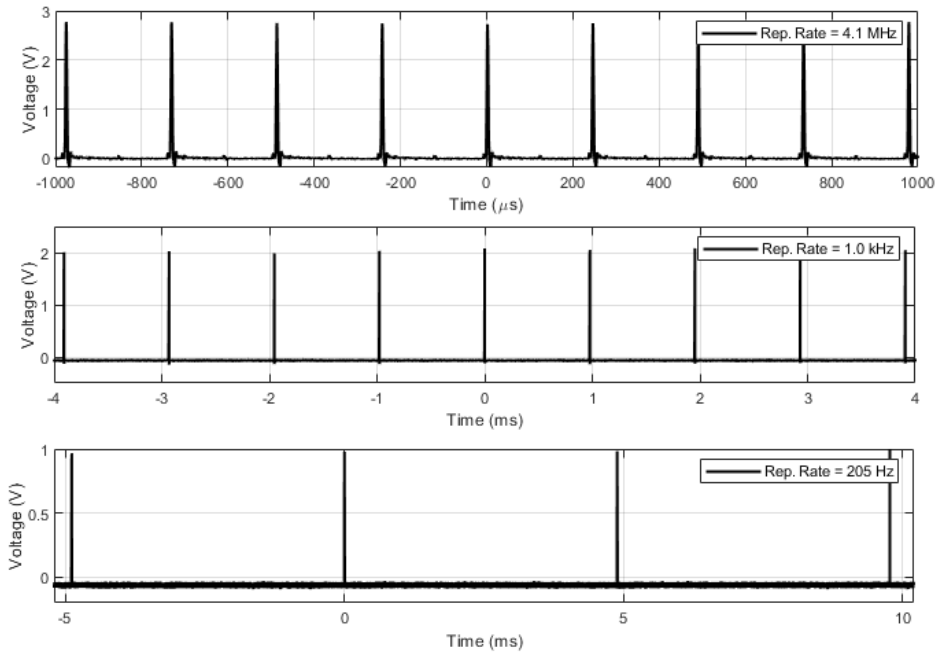 3
2
1
0
Voltage (V)
Rep. Rate = 4.1 MHz
-1000 -800 -600 -400 -200 0 200 400 600 800 1000
Time (μs)
2
1
0
Voltage (V)
Rep. Rate = 1.0 kHz
-4 -3 -2 -1 0 1 2 3 4
Time (ms)
1
0.5
0
Voltage (V)
Rep. Rate = 205 Hz
-5 0 5 10
Time (ms)